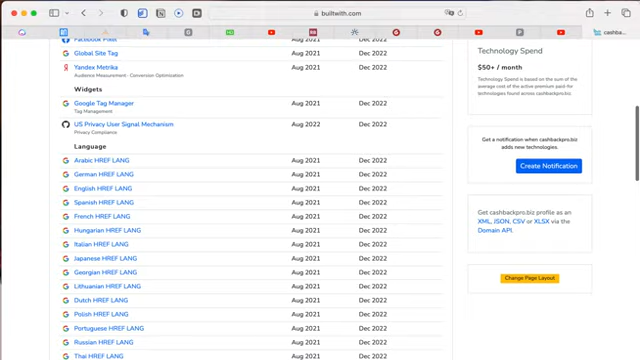 builtwith.com
cashba...
Facebook Pixel Aug 2021 Dec 2022
Global Site Tag Aug 2021 Dec 2022
Yandex Metrika Aug 2021 Dec 2022
Audience Measurement · Conversion Optimization
Widgets
Google Tag Manager Aug 2021 Dec 2022
Tag Management
US Privacy User Signal Mechanism Aug 2022 Dec 2022
Privacy Compliance
Language
Arabic HREF LANG Aug 2021 Dec 2022
German HREF LANG Aug 2021 Dec 2022
English HREF LANG Aug 2021 Dec 2022
Spanish HREF LANG Aug 2021 Dec 2022
French HREF LANG Aug 2021 Dec 2022
Hungarian HREF LANG Aug 2021 Dec 2022
Italian HREF LANG Aug 2021 Dec 2022
Japanese HREF LANG Aug 2021 Dec 2022
Georgian HREF LANG Aug 2021 Dec 2022
Lithuanian HREF LANG Aug 2021 Dec 2022
Dutch HREF LANG Aug 2021 Dec 2022
Polish HREF LANG Aug 2021 Dec 2022
Portuguese HREF LANG Aug 2021 Dec 2022
Russian HREF LANG Aug 2021 Dec 2022
Thai HREF LANG Aug 2021 Dec 2022
Technology Spend
$50+ / month
Technology Spend is based on the sum of the
average cost of the active premium paid for
technologies found across cashbackpro.biz
Get a notification when cashbackpro.biz
adds new technologies.
Create Notification
Get cashbackpro.biz profile as an
XML, JSON, CSV or XLSX via the
Domain API.
Change Page Layout